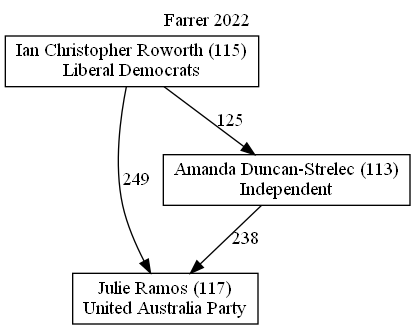 Farrer 2022
Ian Christopher Roworth (115)
Liberal Democrats
125
Amanda Duncan-Strelec (113)
Independent
249
238
Julie Ramos (117)
United Australia Party